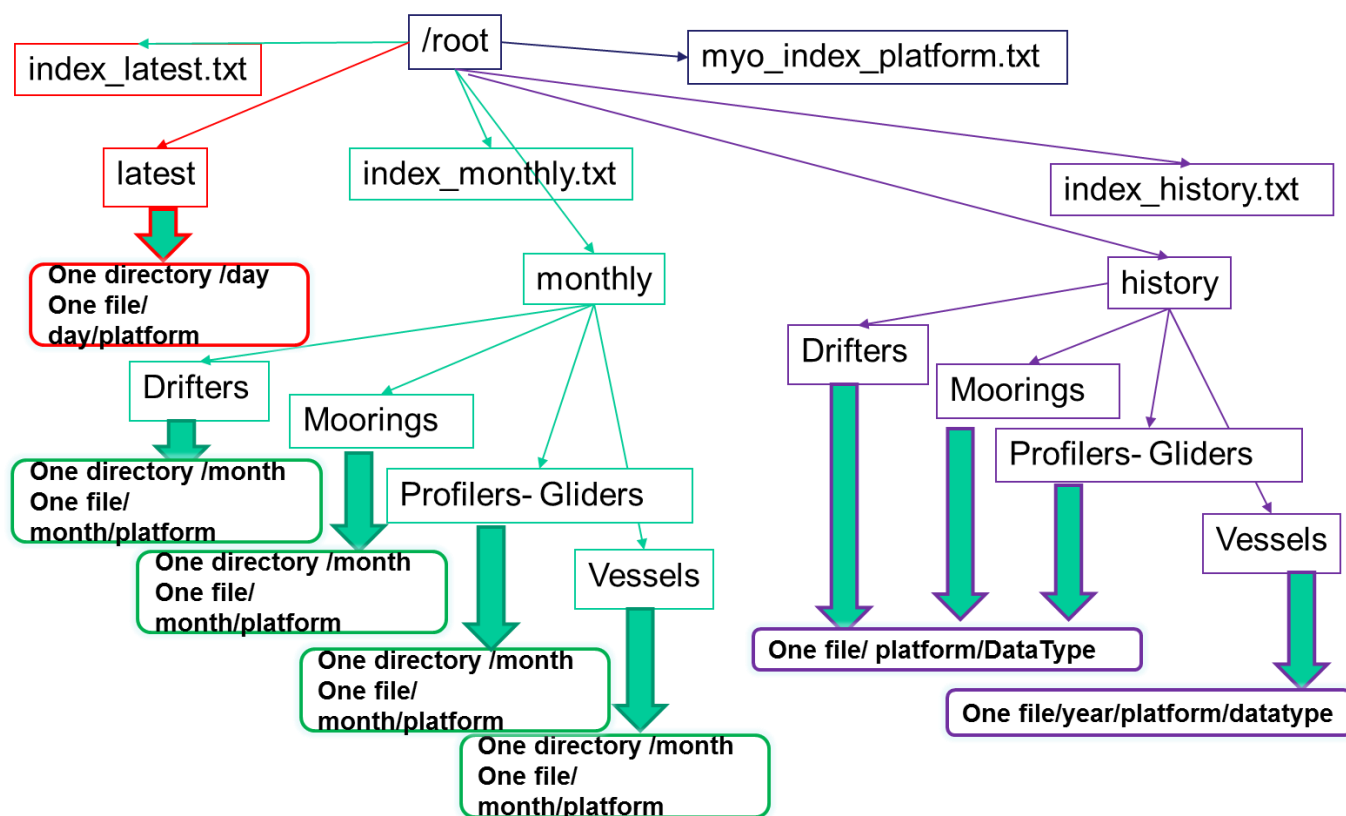 /root
index_latest.txt
myo_index_platform.txt
latest
index_monthly.txt
index_history.txt
One directory /day
One file/
day/platform
monthly
history
Drifters
Moorings
Profilers- Gliders
Vessels
One directory /month
One file/
month/platform
One directory /month
One file/
month/platform
One directory /month
One file/
month/platform
One directory /month
One file/
month/platform
Drifters
Moorings
Profilers- Gliders
Vessels
One file/ platform/DataType
One file/year/platform/datatype